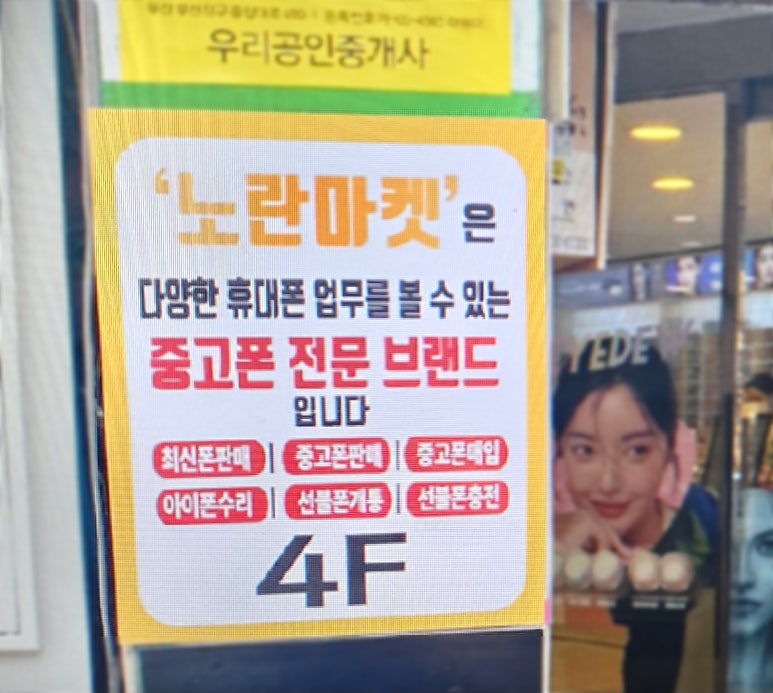 우리공인중개사
'노란마켓'은
다양한 휴대폰 업무를 볼 수 있는
중고폰 전문 브랜드
입니다
최신폰판매 | 중고폰판매 | 중고폰매입
아이폰수리 | 선불폰개통 | 선불폰충전
4F